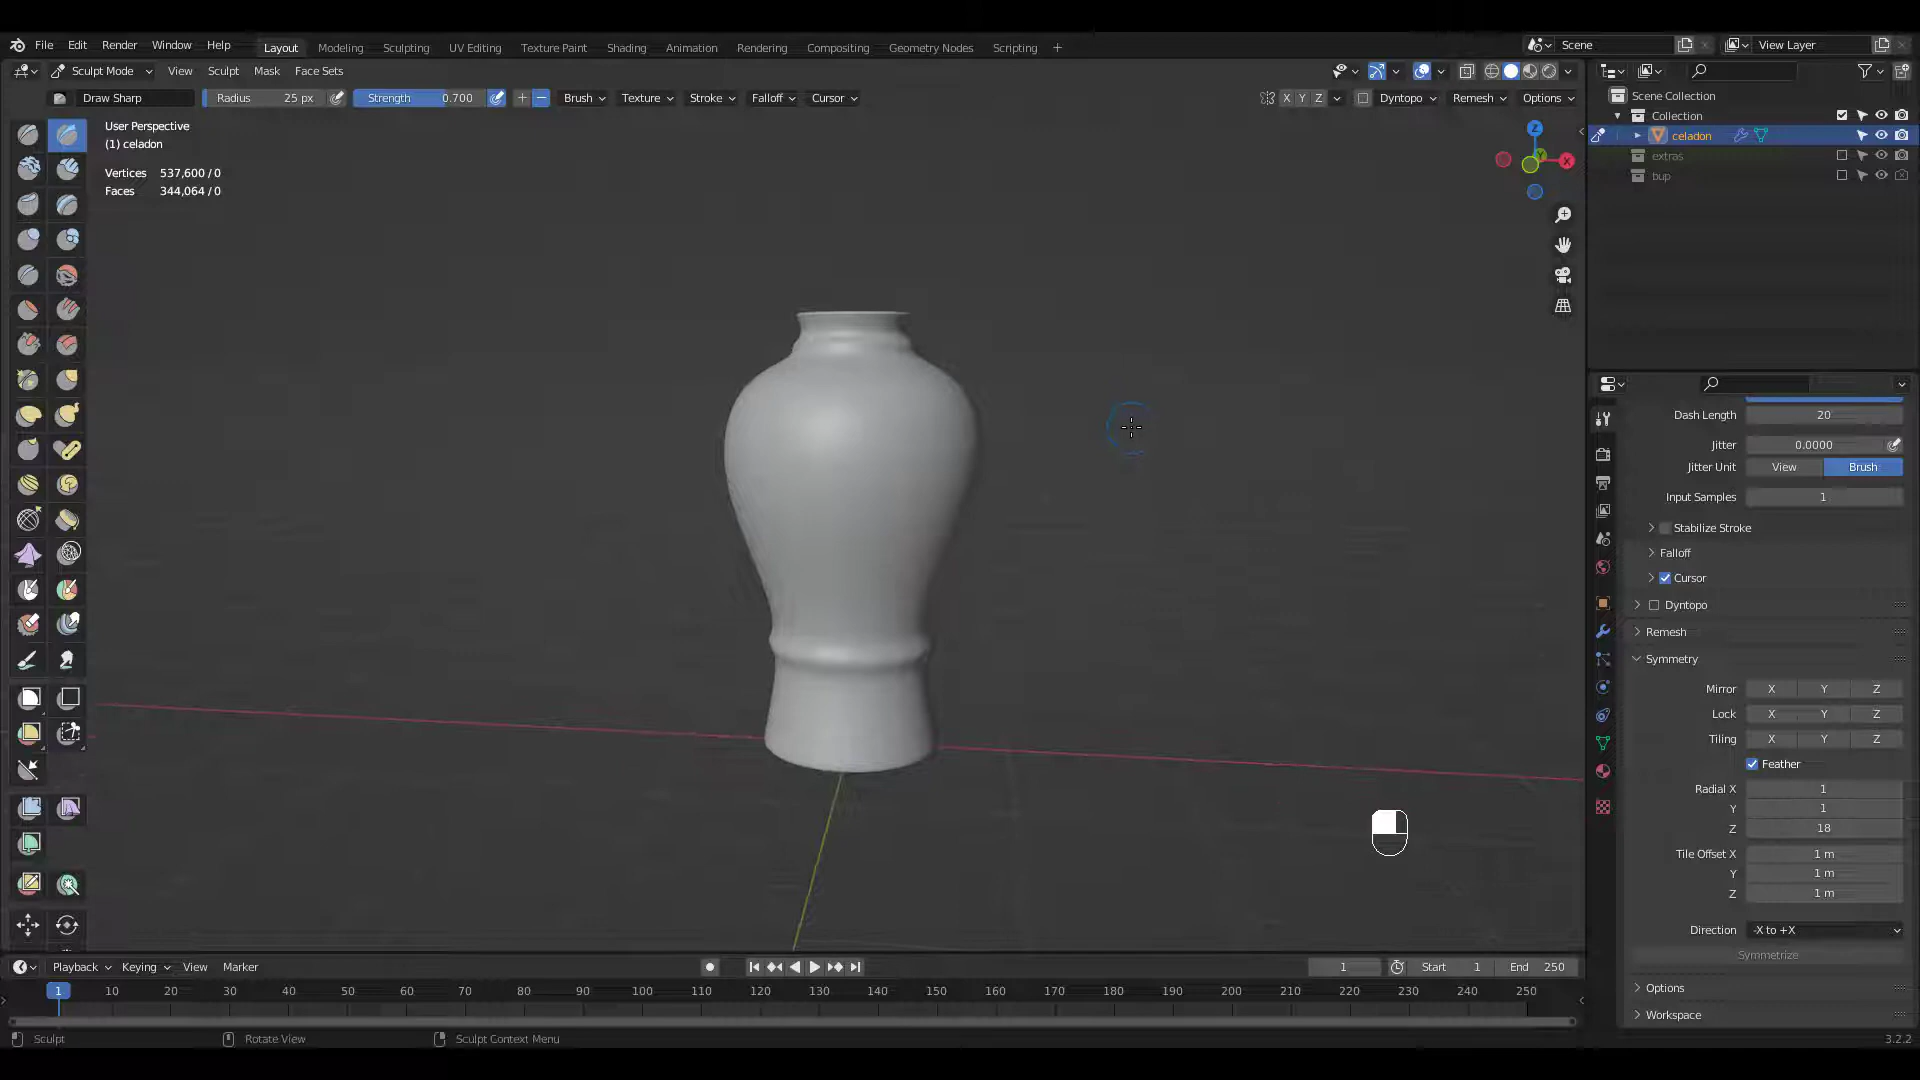 File Edit Render Window Help Layout Modeling Sculpting UV Editing Texture Paint Shading Animation Rendering Compositing Geometry Nodes Scripting + Scene View Layer
Sculpt Mode View Sculpt Mask Face Sets
Draw Sharp Radius 25 px Strength 0.700 Brush Texture Stroke Falloff Cursor X Y Z Dyntopo Remesh Options
User Perspective
(1) celadon
Vertices 537,600 / 0
Faces 344,064 / 0
Z
Y
X
Scene Collection
Collection
celadon
extras
bup
Dash Length 20
Jitter 0.0000
Jitter Unit View Brush
Input Samples 1
Stabilize Stroke
Falloff
Cursor
Dyntopo
Remesh
Symmetry
Mirror X Y Z
Lock X Y Z
Tiling X Y Z
Feather
Radial X 1
Y 1
Z 18
Tile Offset X 1 m
Y 1 m
Z 1 m
Direction -X to +X
Symmetrize
Options
Workspace
Playback Keying View Marker 1 Start 1 End 250
1 10 20 30 40 50 60 70 80 90 100 110 120 130 140 150 160 170 180 190 200 210 220 230 240 250
Sculpt Rotate View Sculpt Context Menu 3.2.2